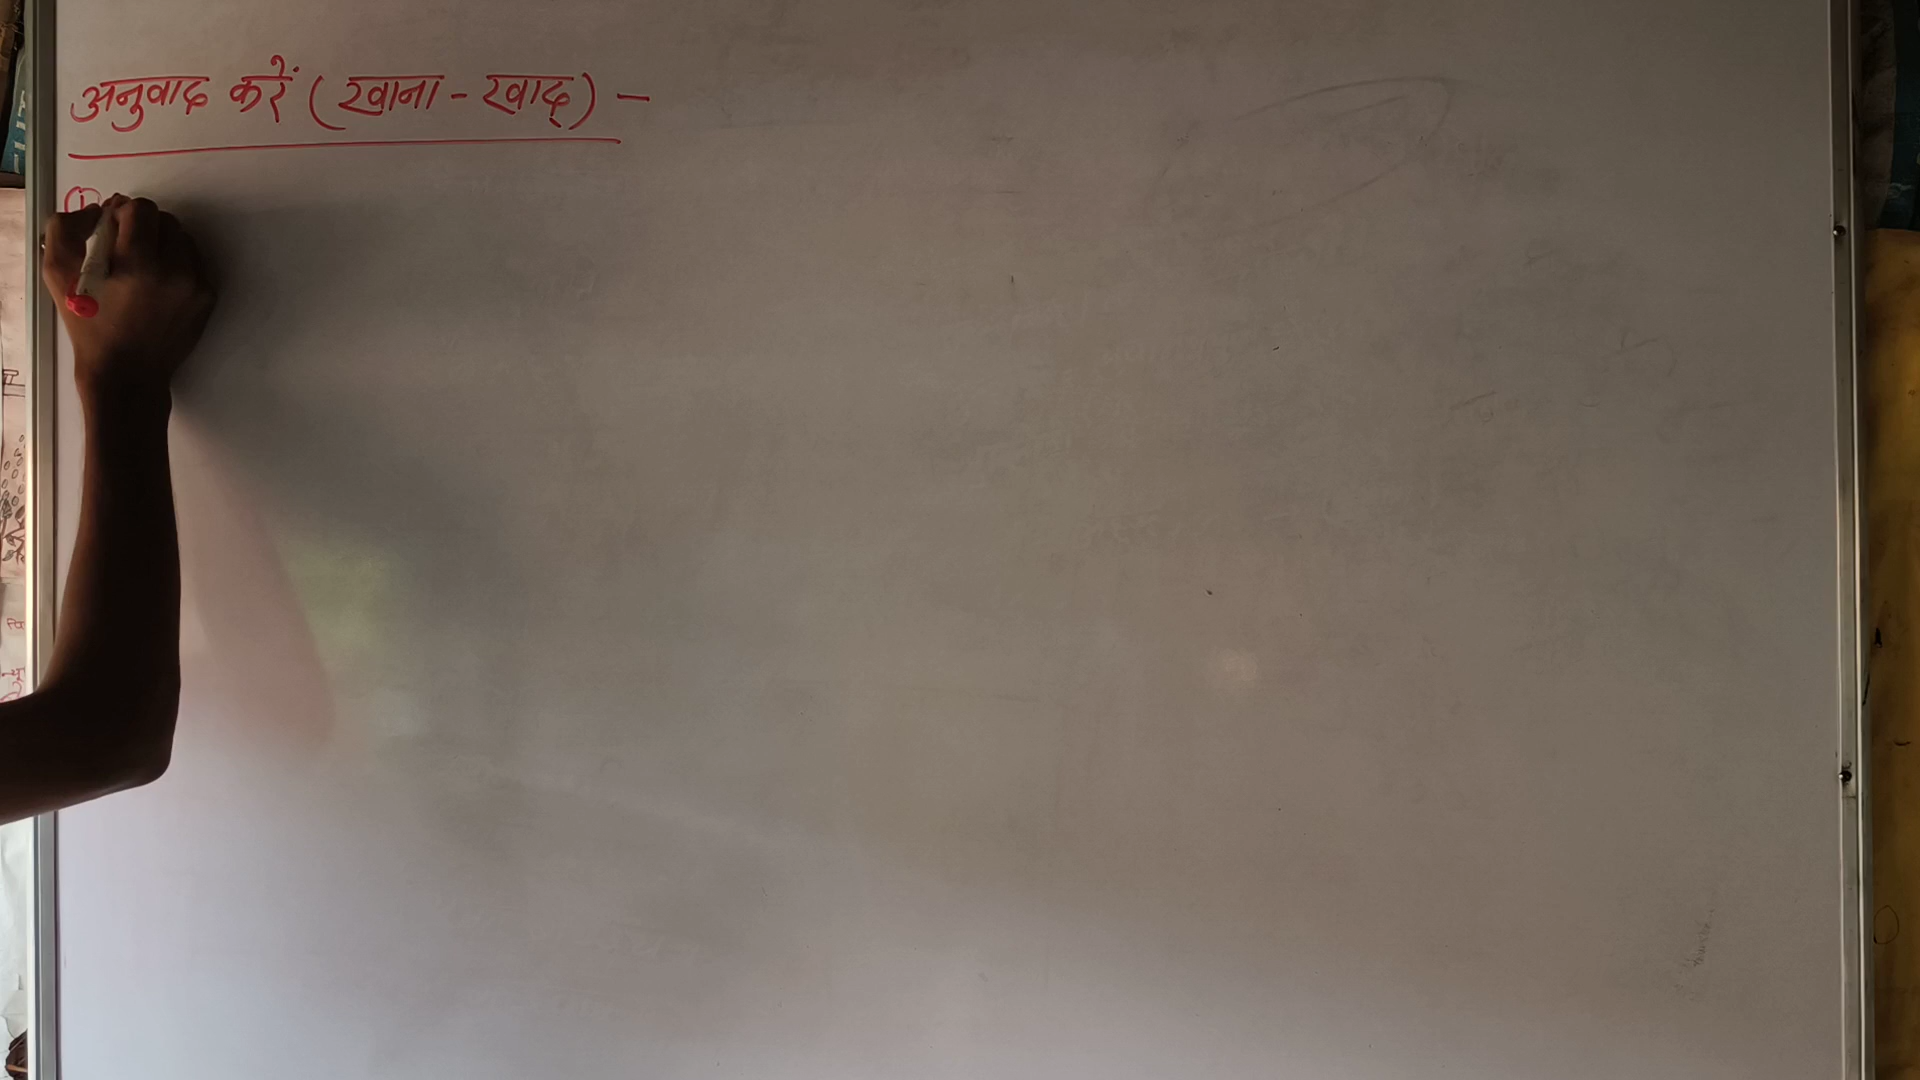 अनुवाद करें (खाना - खाद्) -